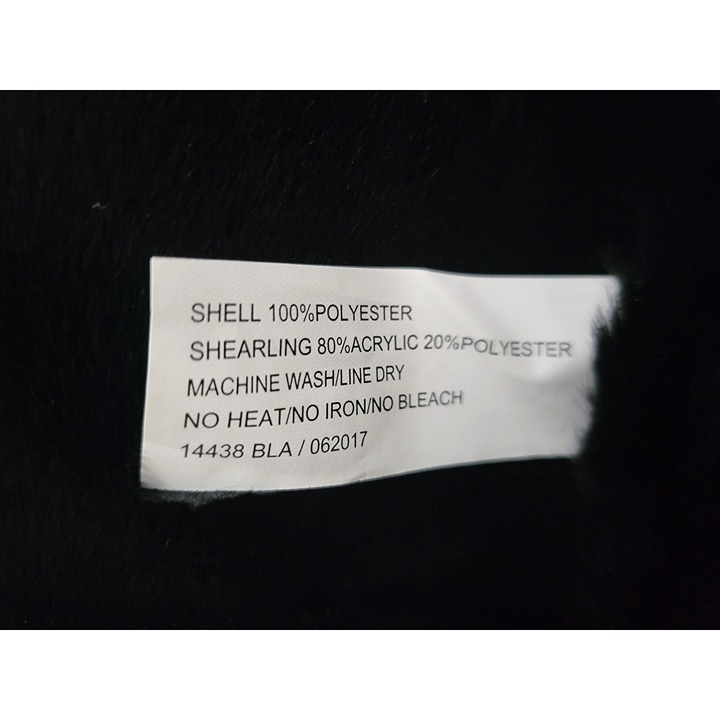 SHELL 100%POLYESTER
SHEARLING 80%ACRYLIC 20%POLYESTER
MACHINE WASH/LINE DRY
NO HEAT/NO IRON/NO BLEACH
14438 BLA / 062017